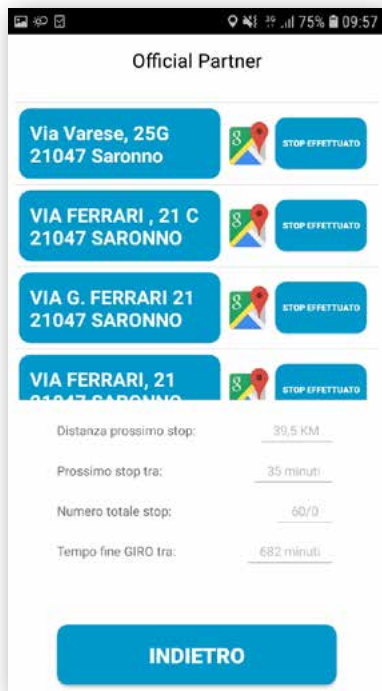 75% 09:57
Official Partner
Via Varese, 25G
21047 Saronno
STOP EFFETTUATO
VIA FERRARI , 21 C
21047 SARONNO
STOP EFFETTUATO
VIA G. FERRARI 21
21047 SARONNO
STOP EFFETTUATO
VIA FERRARI, 21
21047 SARONNO
STOP EFFETTUATO
Distanza prossimo stop: 39,5 KM
Prossimo stop tra: 35 minuti
Numero totale stop: 60/0
Tempo fine GIRO tra: 682 minuti
INDIETRO